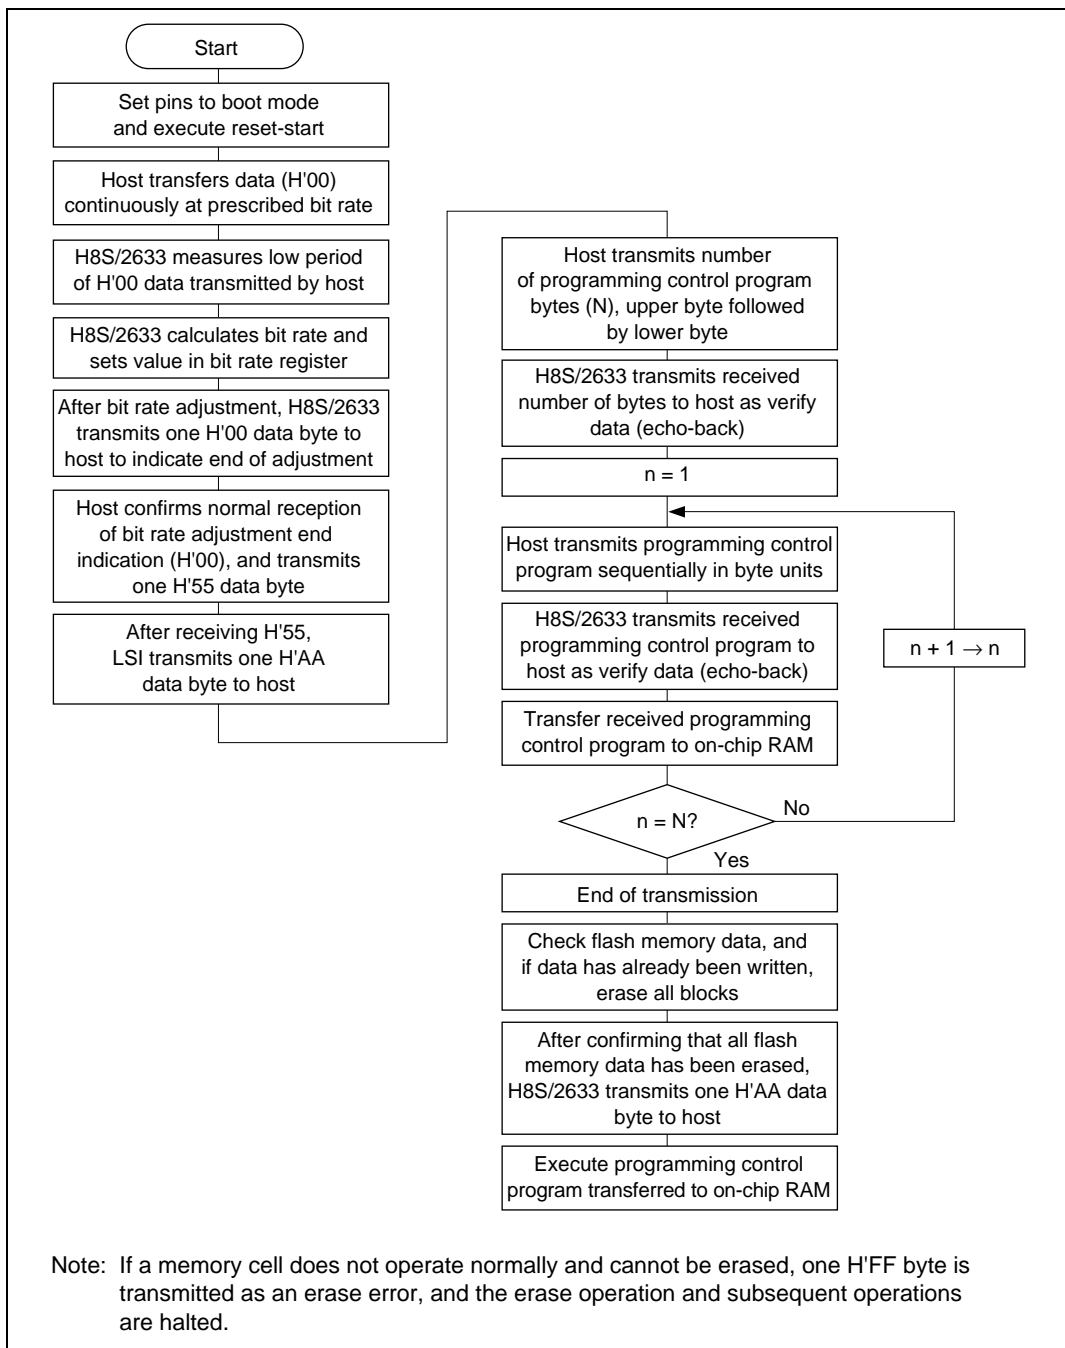 Start
Set pins to boot mode
and execute reset-start
Host transfers data (H'00)
continuously at prescribed bit rate
H8S/2633 measures low period
of H'00 data transmitted by host
H8S/2633 calculates bit rate and
sets value in bit rate register
After bit rate adjustment, H8S/2633
transmits one H'00 data byte to
host to indicate end of adjustment
Host confirms normal reception
of bit rate adjustment end
indication (H'00), and transmits
one H'55 data byte
After receiving H'55,
LSI transmits one H'AA
data byte to host
Host transmits number
of programming control program
bytes (N), upper byte followed
by lower byte
H8S/2633 transmits received
number of bytes to host as verify
data (echo-back)
n = 1
Host transmits programming control
program sequentially in byte units
H8S/2633 transmits received
programming control program to
host as verify data (echo-back)
n + 1 → n
Transfer received programming
control program to on-chip RAM
n = N?
No
Yes
End of transmission
Check flash memory data, and
if data has already been written,
erase all blocks
After confirming that all flash
memory data has been erased,
H8S/2633 transmits one H'AA data
byte to host
Execute programming control
program transferred to on-chip RAM
Note: If a memory cell does not operate normally and cannot be erased, one H'FF byte is
transmitted as an erase error, and the erase operation and subsequent operations
are halted.